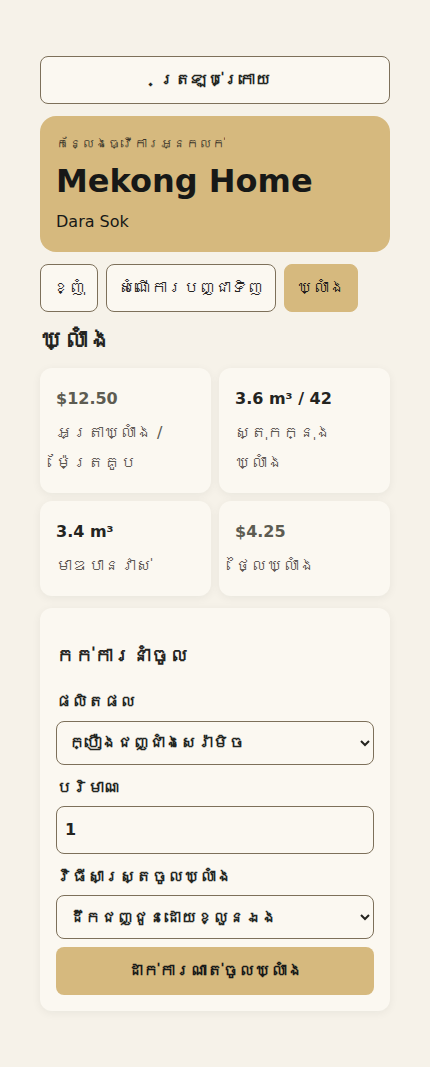 ត្រឡប់ក្រោយ
កន្លែងធ្វើការអ្នកលក់
Mekong Home
Dara Sok
ខ្ញុំ
សំណើការបញ្ជាទិញ
ឃ្លាំង
ឃ្លាំង
$12.50
អត្រាឃ្លាំង /
ម៉ែត្រគូប
3.6 m³ / 42
ស្តុកក្នុង
ឃ្លាំង
3.4 m³
មាឌបានវាស់
$4.25
ថ្លៃឃ្លាំង
កក់ការនាំចូល
ផលិតផល
ក្បឿងជញ្ជាំងសេរ៉ាមិច
បរិមាណ
1
វិធីសាស្ត្រចូលឃ្លាំង
ដឹកជញ្ជូនដោយខ្លួនឯង
ដាក់ការណាត់ចូលឃ្លាំង